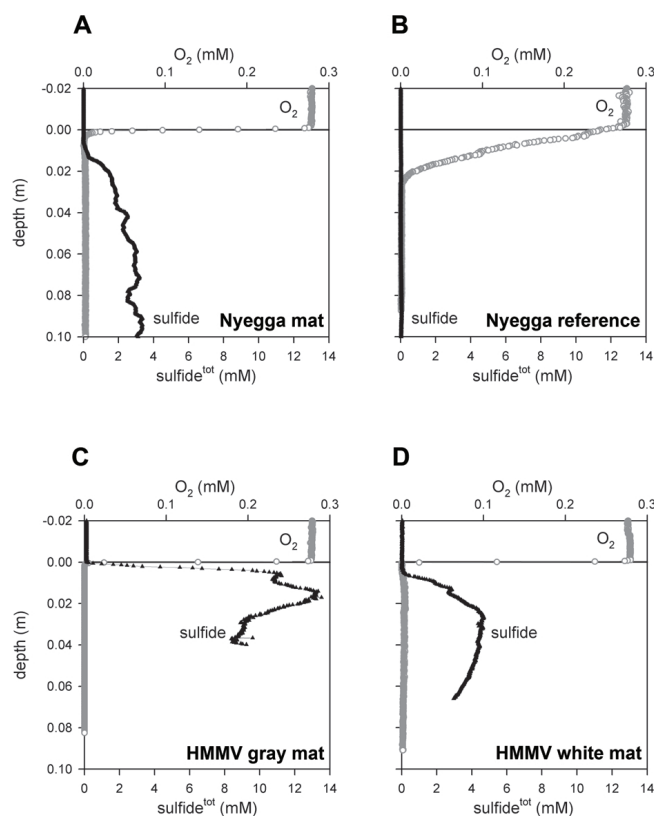 A
B
O2 (mM)
O2 (mM)
0.0 0.1 0.2 0.3
0.0 0.1 0.2 0.3
-0.02
0.00
0.02
0.04
0.06
0.08
0.10
depth (m)
O2
O2
sulfide
Nyegga mat
sulfide
Nyegga reference
0 2 4 6 8 10 12 14
0 2 4 6 8 10 12 14
sulfidetot (mM)
sulfidetot (mM)
C
D
O2 (mM)
O2 (mM)
0.0 0.1 0.2 0.3
0.0 0.1 0.2 0.3
-0.02
0.00
0.02
0.04
0.06
0.08
0.10
depth (m)
O2
O2
sulfide
sulfide
HMMV gray mat
HMMV white mat
0 2 4 6 8 10 12 14
0 2 4 6 8 10 12 14
sulfidetot (mM)
sulfidetot (mM)